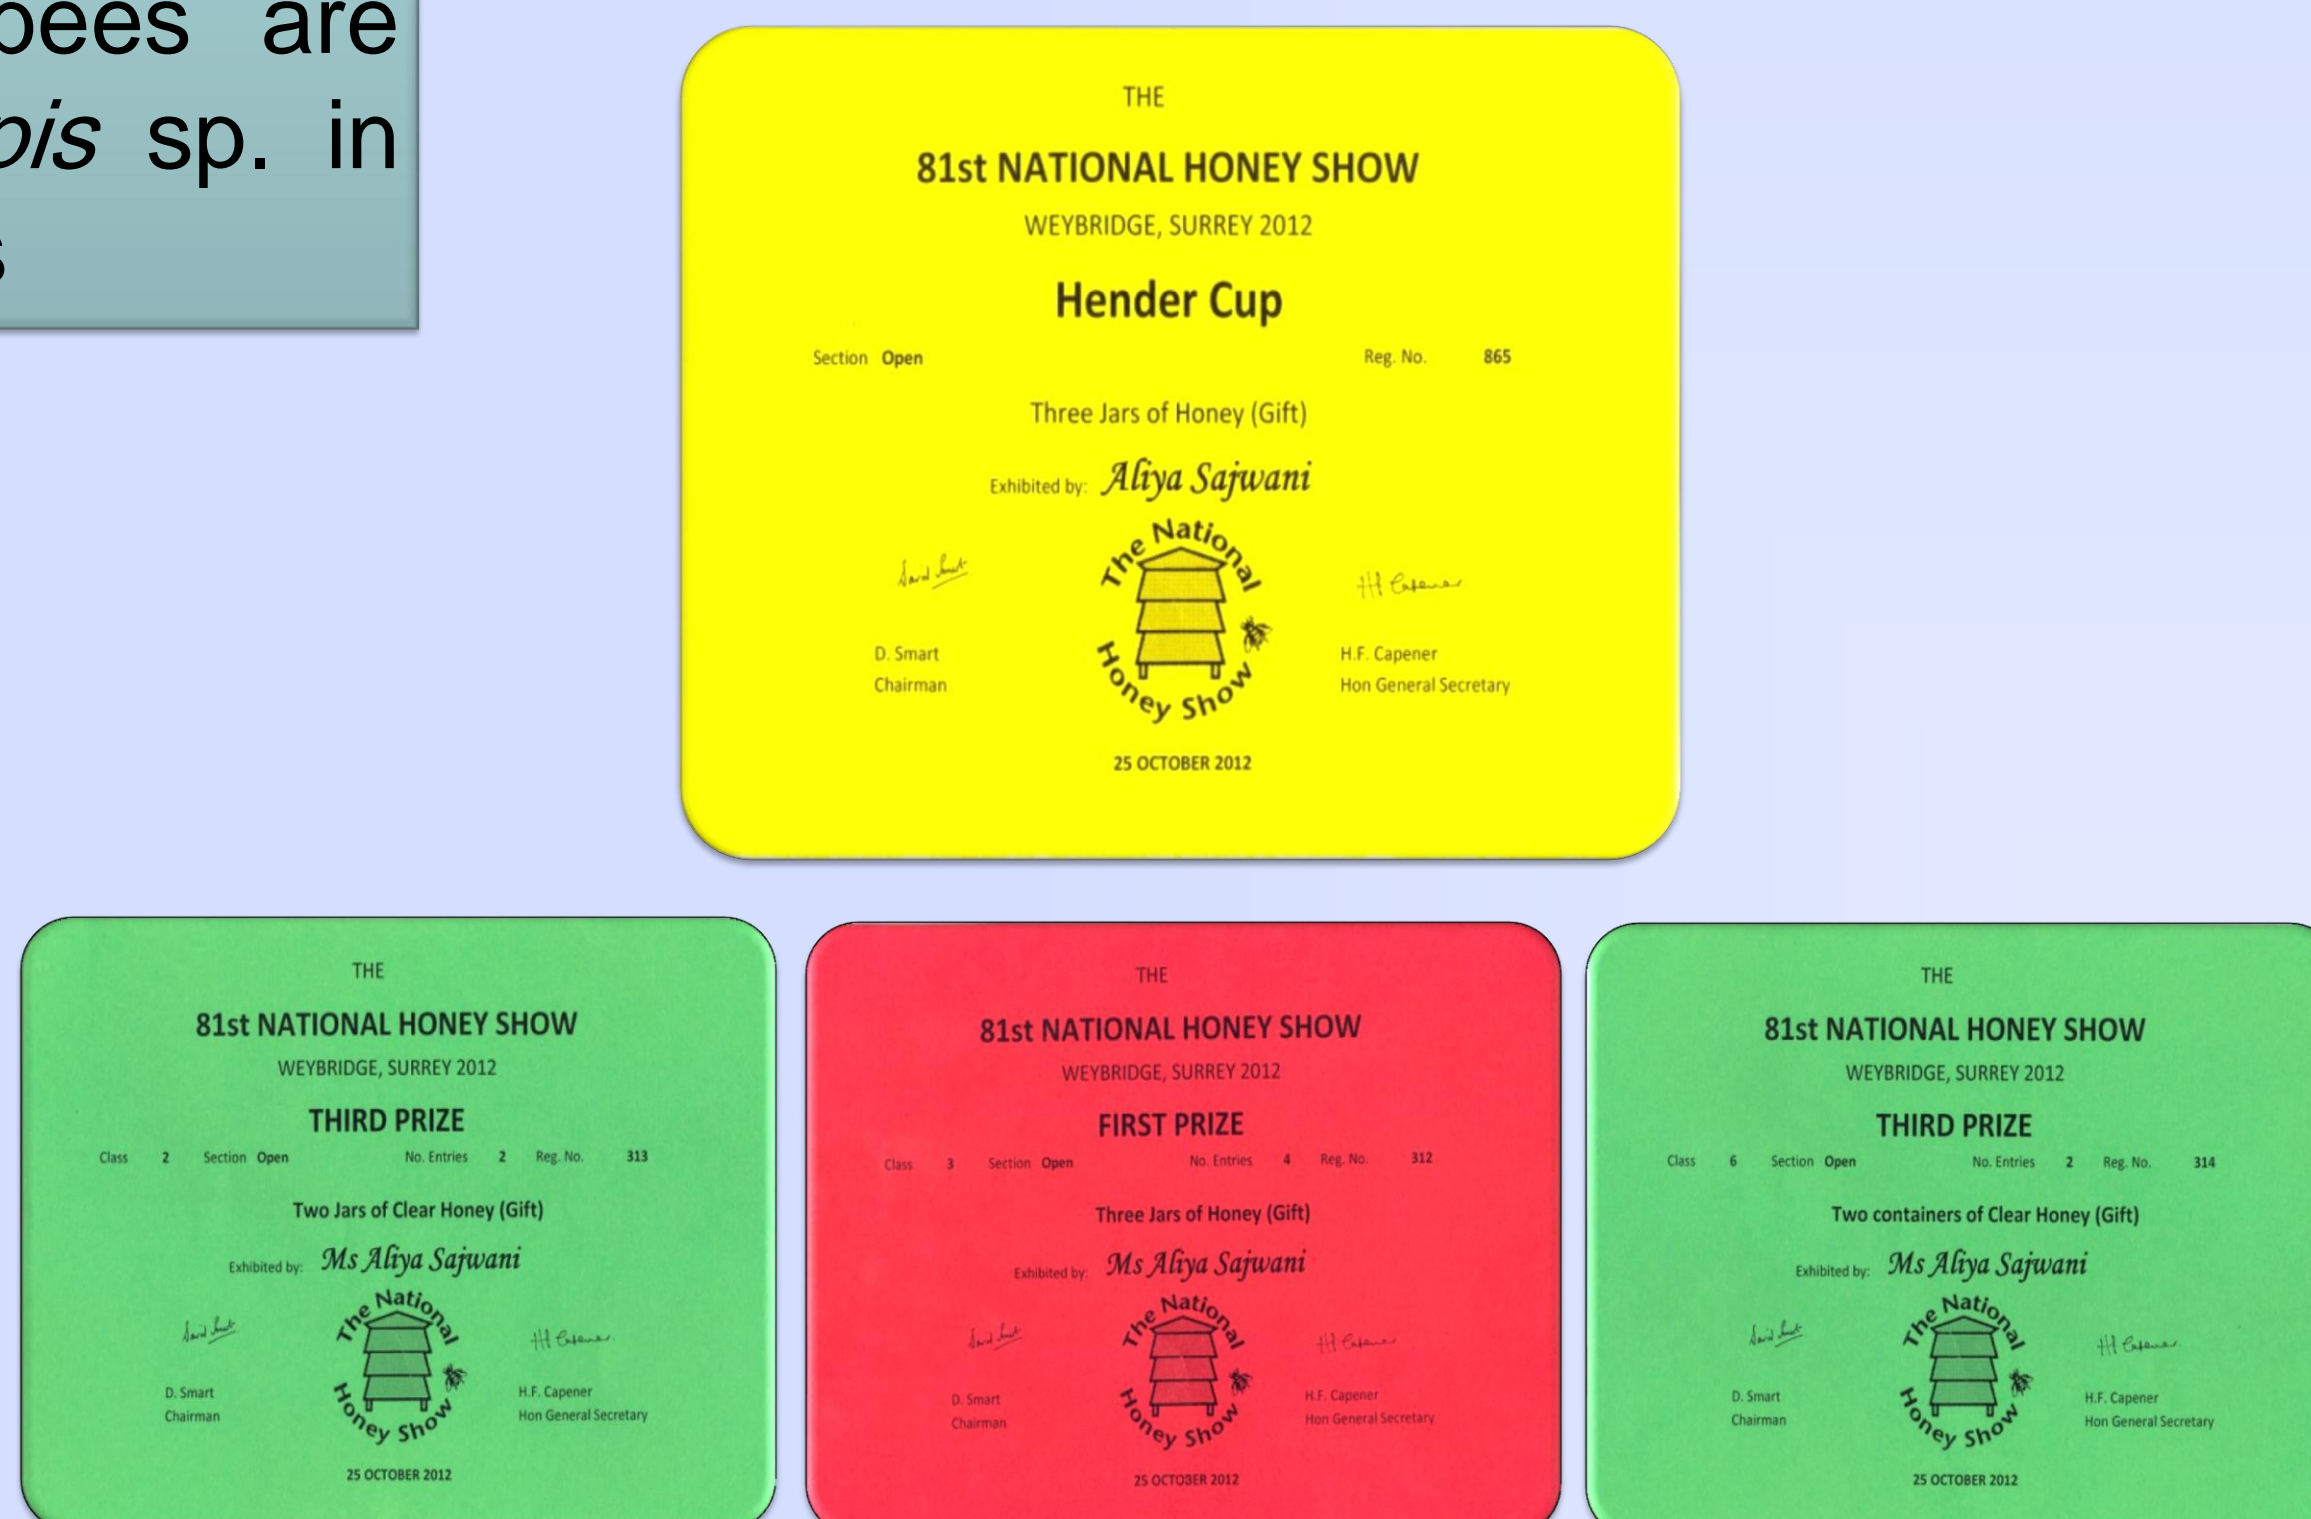 bees are
pis sp. in
s
THE
81st NATIONAL HONEY SHOW
WEYBRIDGE, SURREY 2012
Hender Cup
Section Open Reg. No. 865
Three Jars of Honey (Gift)
Exhibited by: Aliya Sajwani
The National
Honey Show
D. Smart
Chairman
H.F. Capener
Hon General Secretary
25 OCTOBER 2012
THE
81st NATIONAL HONEY SHOW
WEYBRIDGE, SURREY 2012
THIRD PRIZE
Class 2 Section Open No. Entries 2 Reg. No. 313
Two Jars of Clear Honey (Gift)
Exhibited by: Ms Aliya Sajwani
The National
Honey Show
D. Smart
Chairman
H.F. Capener
Hon General Secretary
25 OCTOBER 2012
THE
81st NATIONAL HONEY SHOW
WEYBRIDGE, SURREY 2012
FIRST PRIZE
Class 3 Section Open No. Entries 4 Reg. No. 312
Three Jars of Honey (Gift)
Exhibited by: Ms Aliya Sajwani
The National
Honey Show
D. Smart
Chairman
H.F. Capener
Hon General Secretary
25 OCTOBER 2012
THE
81st NATIONAL HONEY SHOW
WEYBRIDGE, SURREY 2012
THIRD PRIZE
Class 6 Section Open No. Entries 2 Reg. No. 314
Two containers of Clear Honey (Gift)
Exhibited by: Ms Aliya Sajwani
The National
Honey Show
D. Smart
Chairman
H.F. Capener
Hon General Secretary
25 OCTOBER 2012